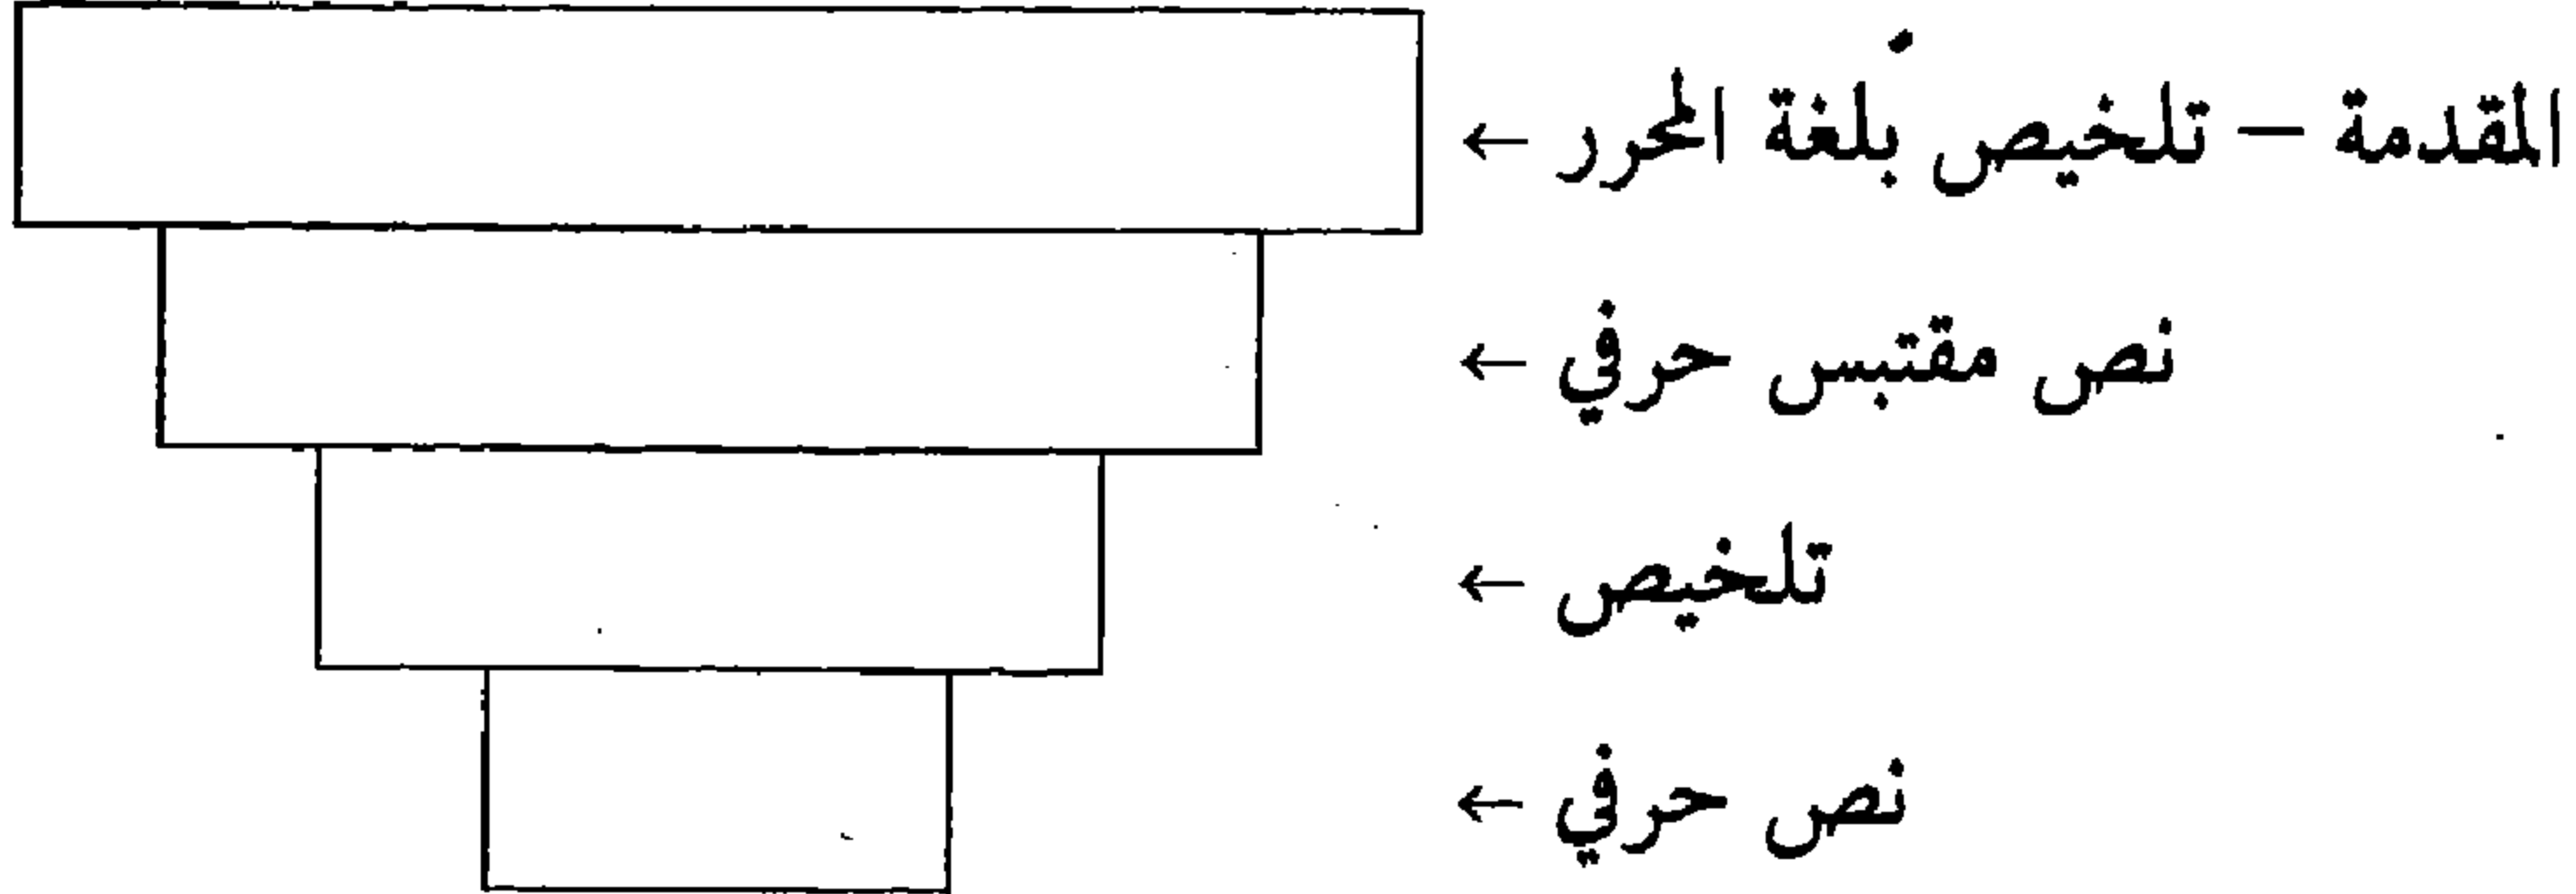 المقدمة – تلخيص بلغة المحرر ←
نص مقتبس حرفي ←
تلخيص ←
نص حرفي ←